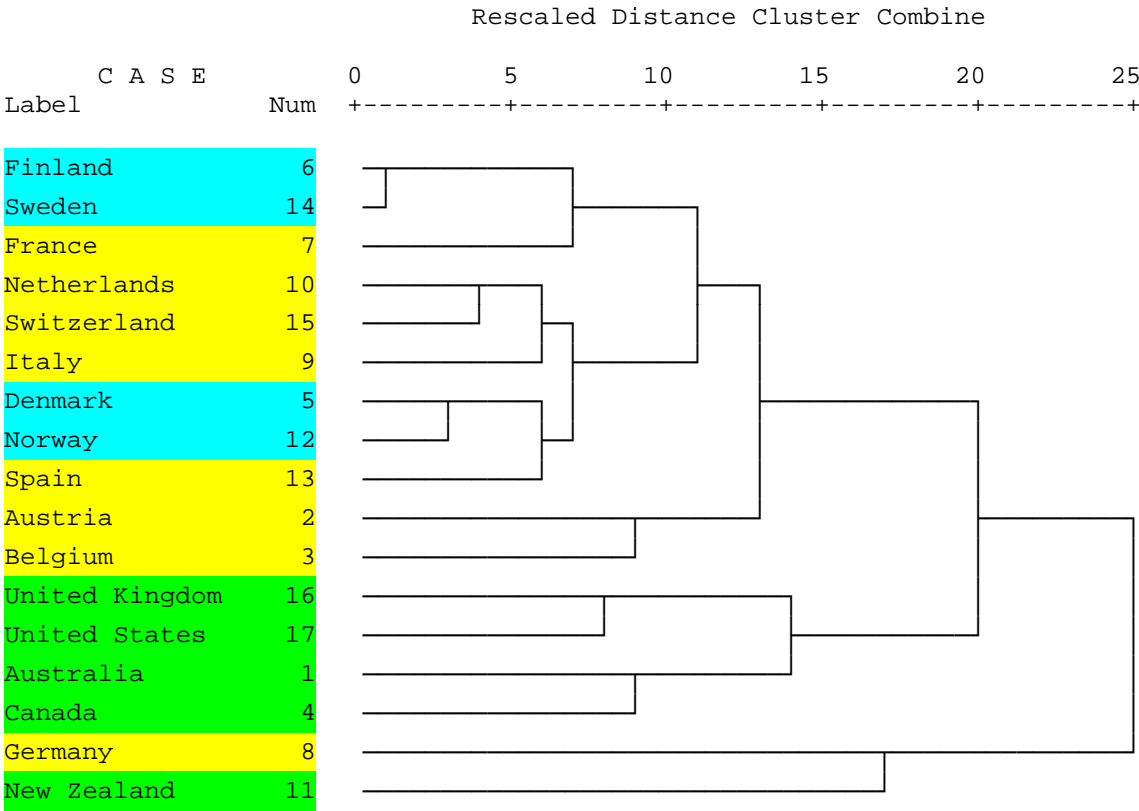 Rescaled Distance Cluster Combine
C A S E 0 5 10 15 20 25
Label Num +---------+---------+---------+---------+---------+
Finland 6
Sweden 14
France 7
Netherlands 10
Switzerland 15
Italy 9
Denmark 5
Norway 12
Spain 13
Austria 2
Belgium 3
United Kingdom 16
United States 17
Australia 1
Canada 4
Germany 8
New Zealand 11